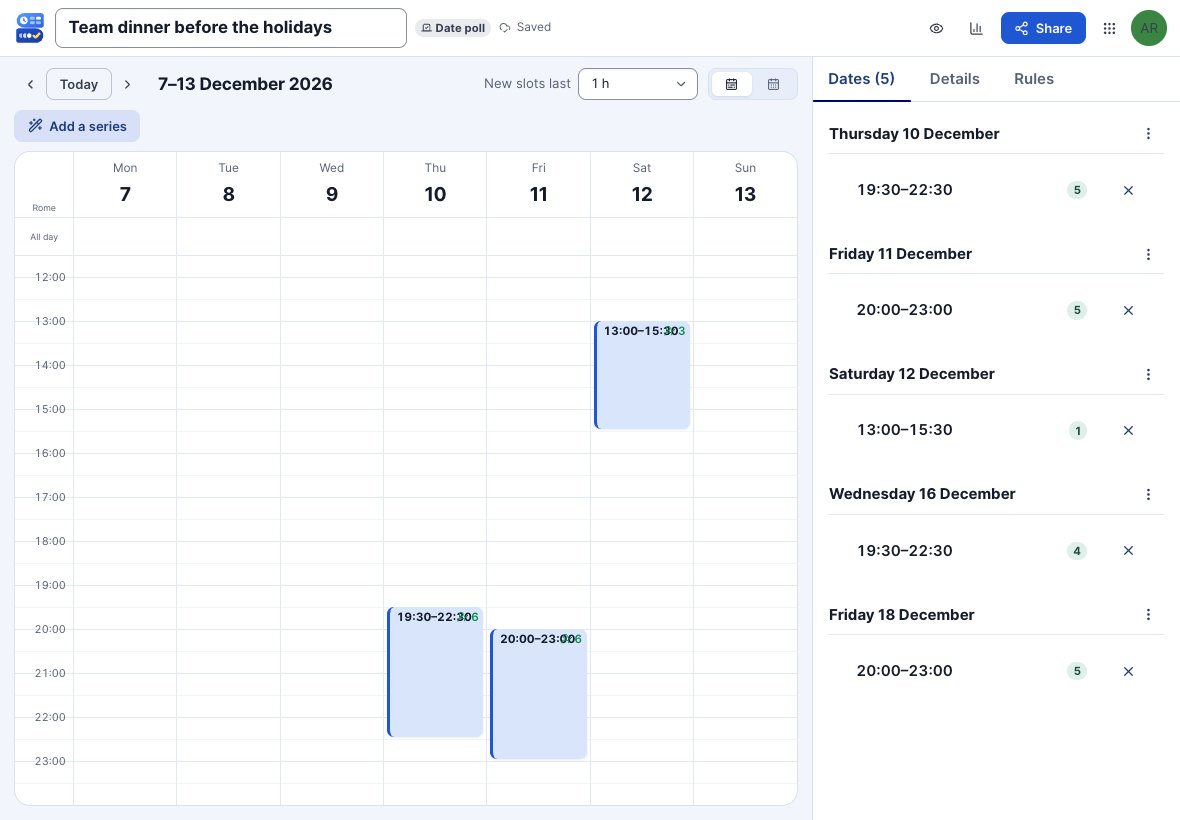 Team dinner before the holidays
Date poll
Saved
Share
AR
Today
7–13 December 2026
New slots last
1 h
Add a series
Dates (5)
Details
Rules
Mon
7
Tue
8
Wed
9
Thu
10
Fri
11
Sat
12
Sun
13
Rome
All day
12:00
13:00
14:00
15:00
16:00
17:00
18:00
19:00
20:00
21:00
22:00
23:00
13:00–15:30
19:30–22:30
20:00–23:00
Thursday 10 December
19:30–22:30
5
Friday 11 December
20:00–23:00
5
Saturday 12 December
13:00–15:30
1
Wednesday 16 December
19:30–22:30
4
Friday 18 December
20:00–23:00
5